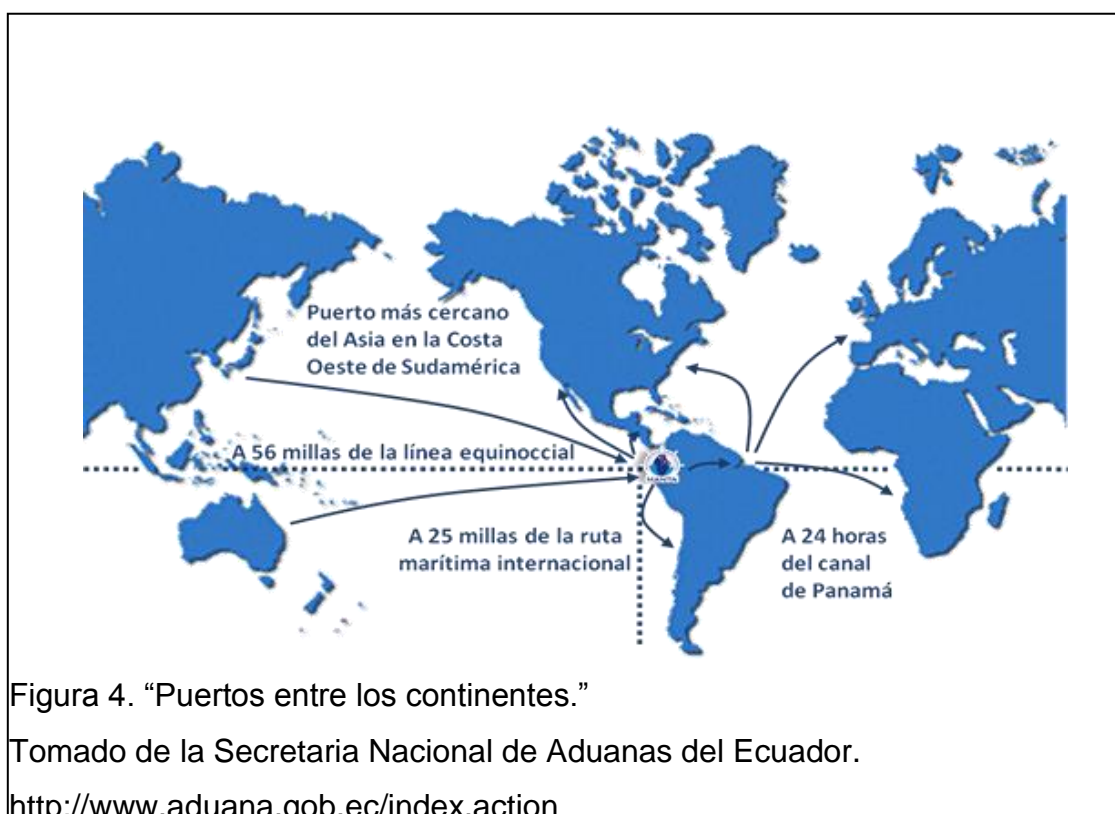 Puerto más cercano
del Asia en la Costa
Oeste de Sudamérica
A 56 millas de la línea equinoccial
MANTA
A 25 millas de la ruta
marítima internacional
A 24 horas
del canal
de Panamá
Figura 4. “Puertos entre los continentes.”
Tomado de la Secretaria Nacional de Aduanas del Ecuador.
http://www.aduana.gob.ec/index.action